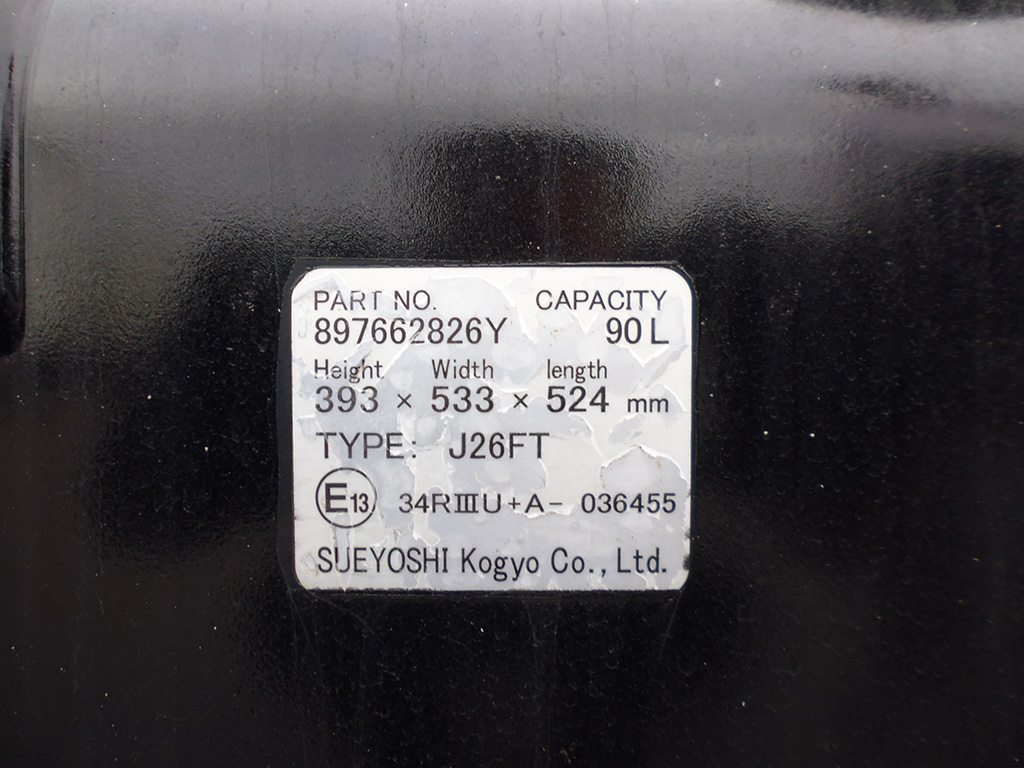 PART NO. CAPACITY
897662826Y 90L
Height Width length
393 × 533 × 524 mm
TYPE: J26FT
E13 34RⅢU+A- 036455
SUEYOSHI Kogyo Co., Ltd.